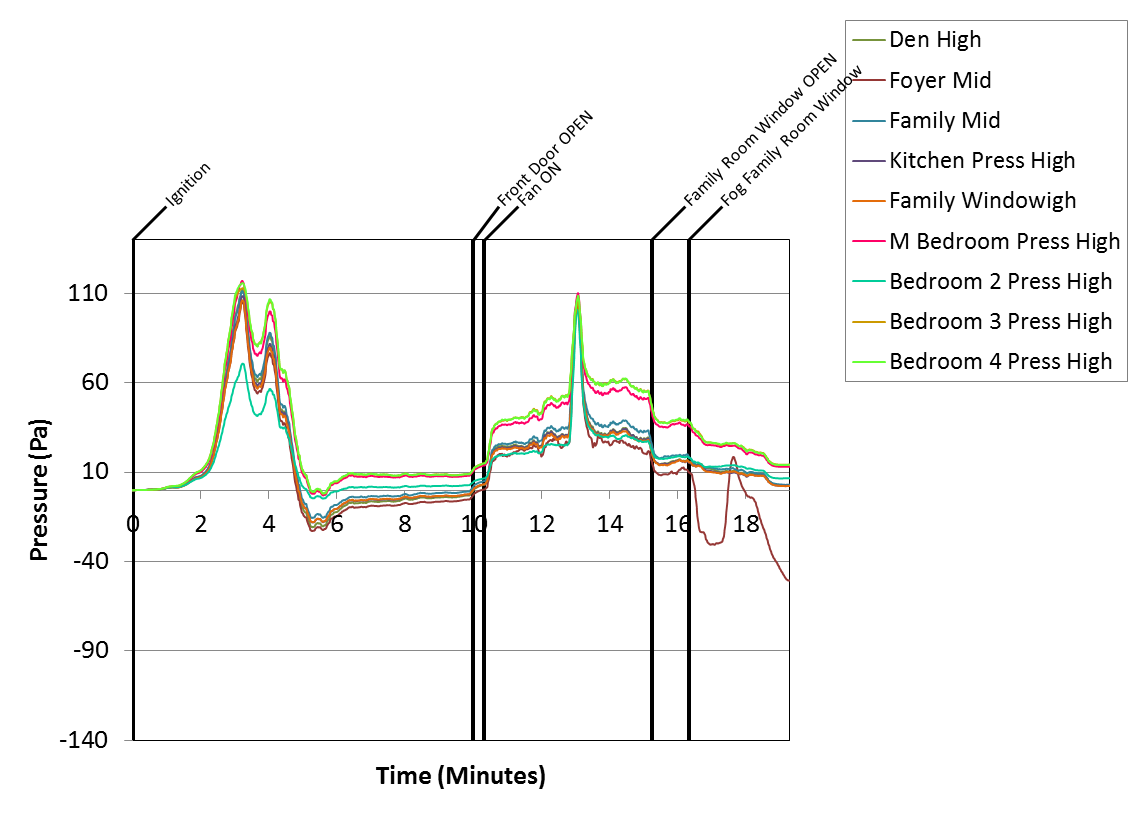 Ignition
Front Door OPEN
Fan ON
Family Room Window OPEN
Fog Family Room Window
Den High
Foyer Mid
Family Mid
Kitchen Press High
Family Windowigh
M Bedroom Press High
Bedroom 2 Press High
Bedroom 3 Press High
Bedroom 4 Press High
110
60
10
-40
-90
-140
0 2 4 6 8 10 12 14 16 18
Pressure (Pa)
Time (Minutes)